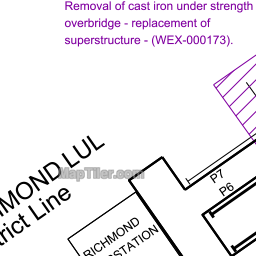 Removal of cast iron under strength
overbridge - replacement of
superstructure - (WEX-000173).
MOND LUL
trict Line
MapTiler.com
P7
P6
RICHMOND
STATION